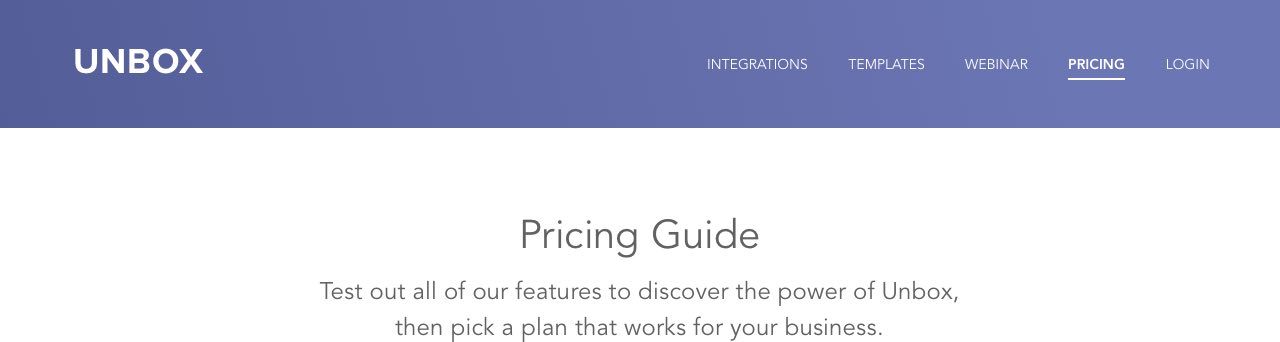 UNBOX
INTEGRATIONS TEMPLATES WEBINAR PRICING LOGIN
Pricing Guide
Test out all of our features to discover the power of Unbox,
then pick a plan that works for your business.